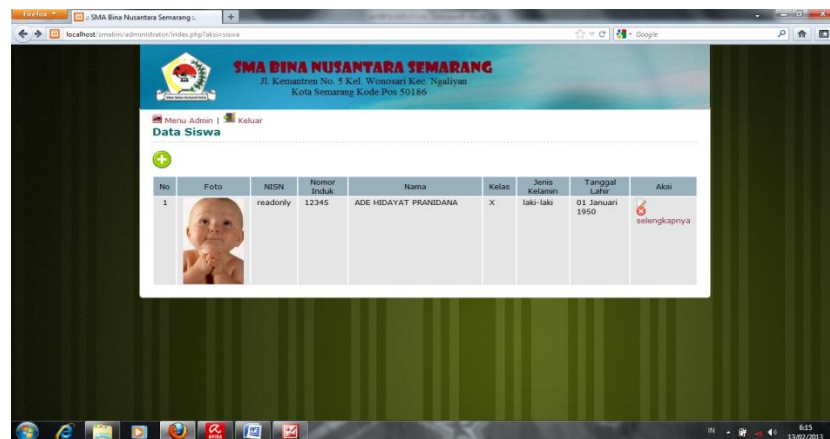 Firefox
.: SMA Bina Nusantara Semarang :.
localhost/smabin/administrator/index.php?aksi=siswa
Google
SMA BINA NUSANTARA SEMARANG
Jl. Kemantren No. 5 Kel. Wonosari Kec. Ngaliyan
Kota Semarang Kode Pos 50186
Menu Admin | Keluar
Data Siswa
No Foto NISN Nomor Induk Nama Kelas Jenis Kelamin Tanggal Lahir Aksi
1 readonly 12345 ADE HIDAYAT PRANIDANA X laki-laki 01 Januari 1950 selengkapnya
IN
6:15
13/02/2013